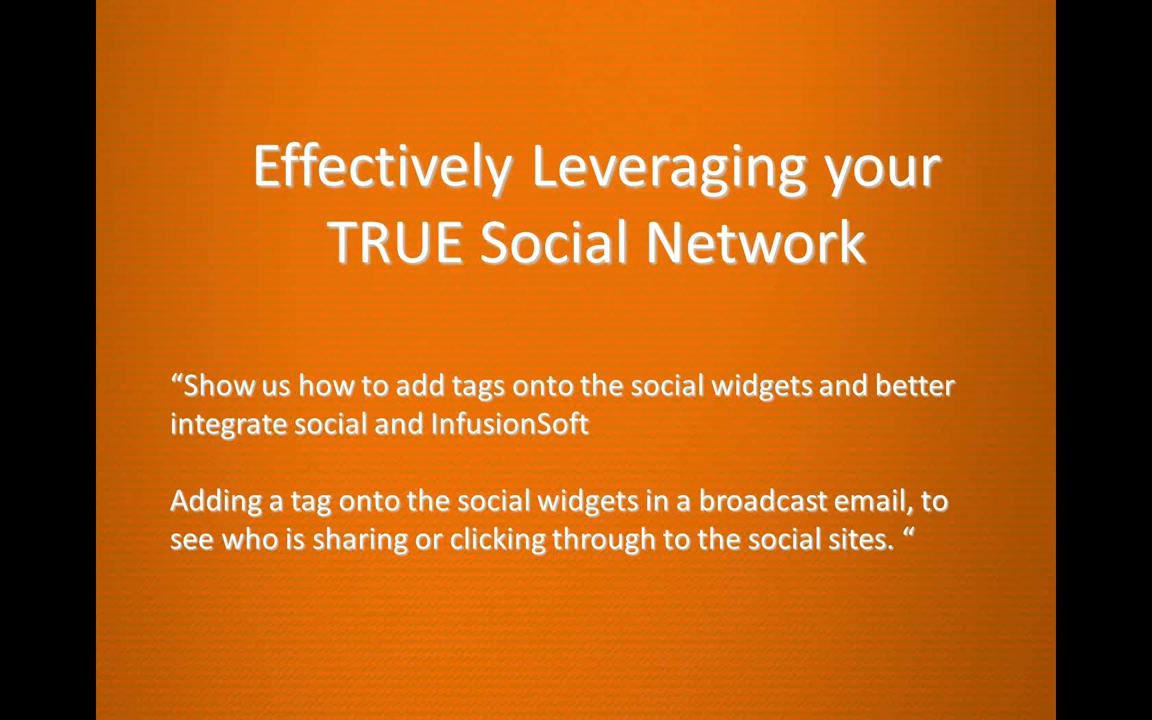 Effectively Leveraging your
TRUE Social Network
“Show us how to add tags onto the social widgets and better
integrate social and InfusionSoft
Adding a tag onto the social widgets in a broadcast email, to
see who is sharing or clicking through to the social sites. “